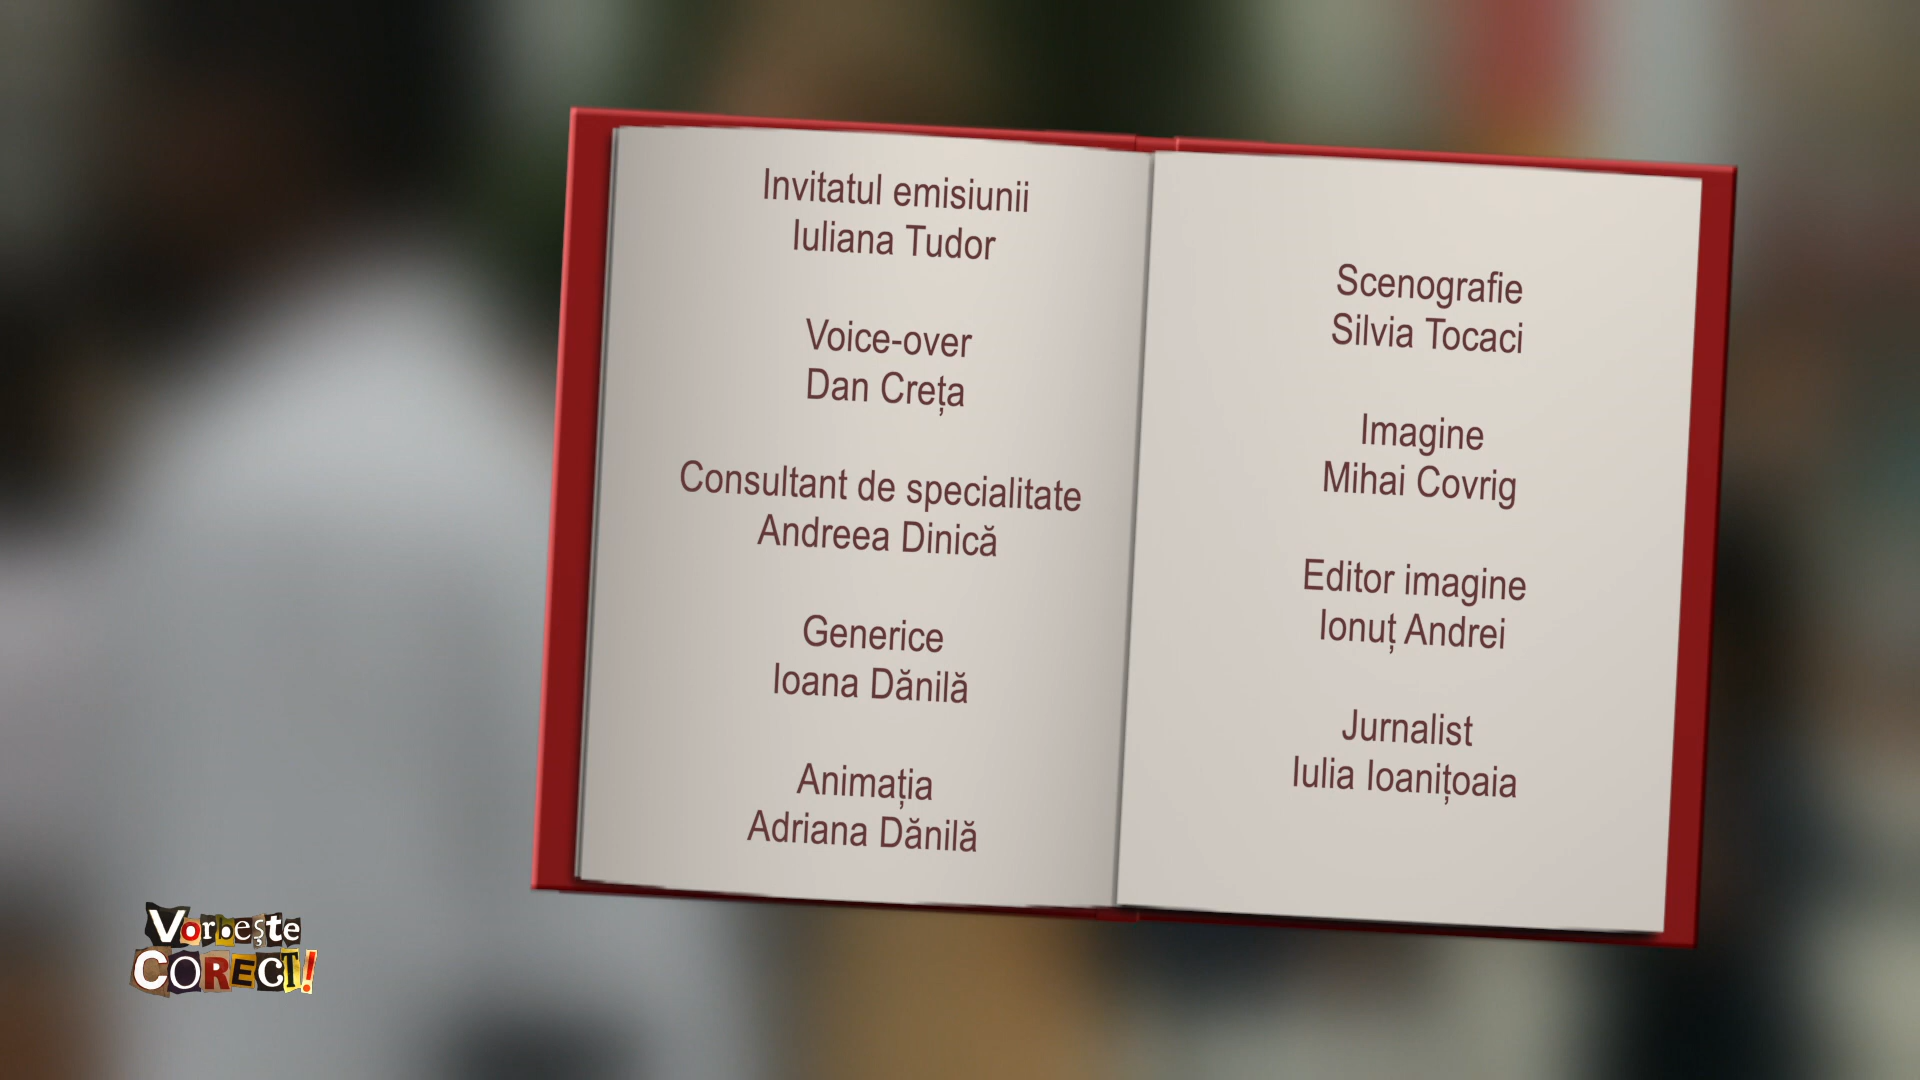 Invitatul emisiunii
Iuliana Tudor
Voice-over
Dan Creța
Consultant de specialitate
Andreea Dinică
Generice
Ioana Dănilă
Animația
Adriana Dănilă
Scenografie
Silvia Tocaci
Imagine
Mihai Covrig
Editor imagine
Ionuț Andrei
Jurnalist
Iulia Ioanițoaia
Vorbește
CORECT!